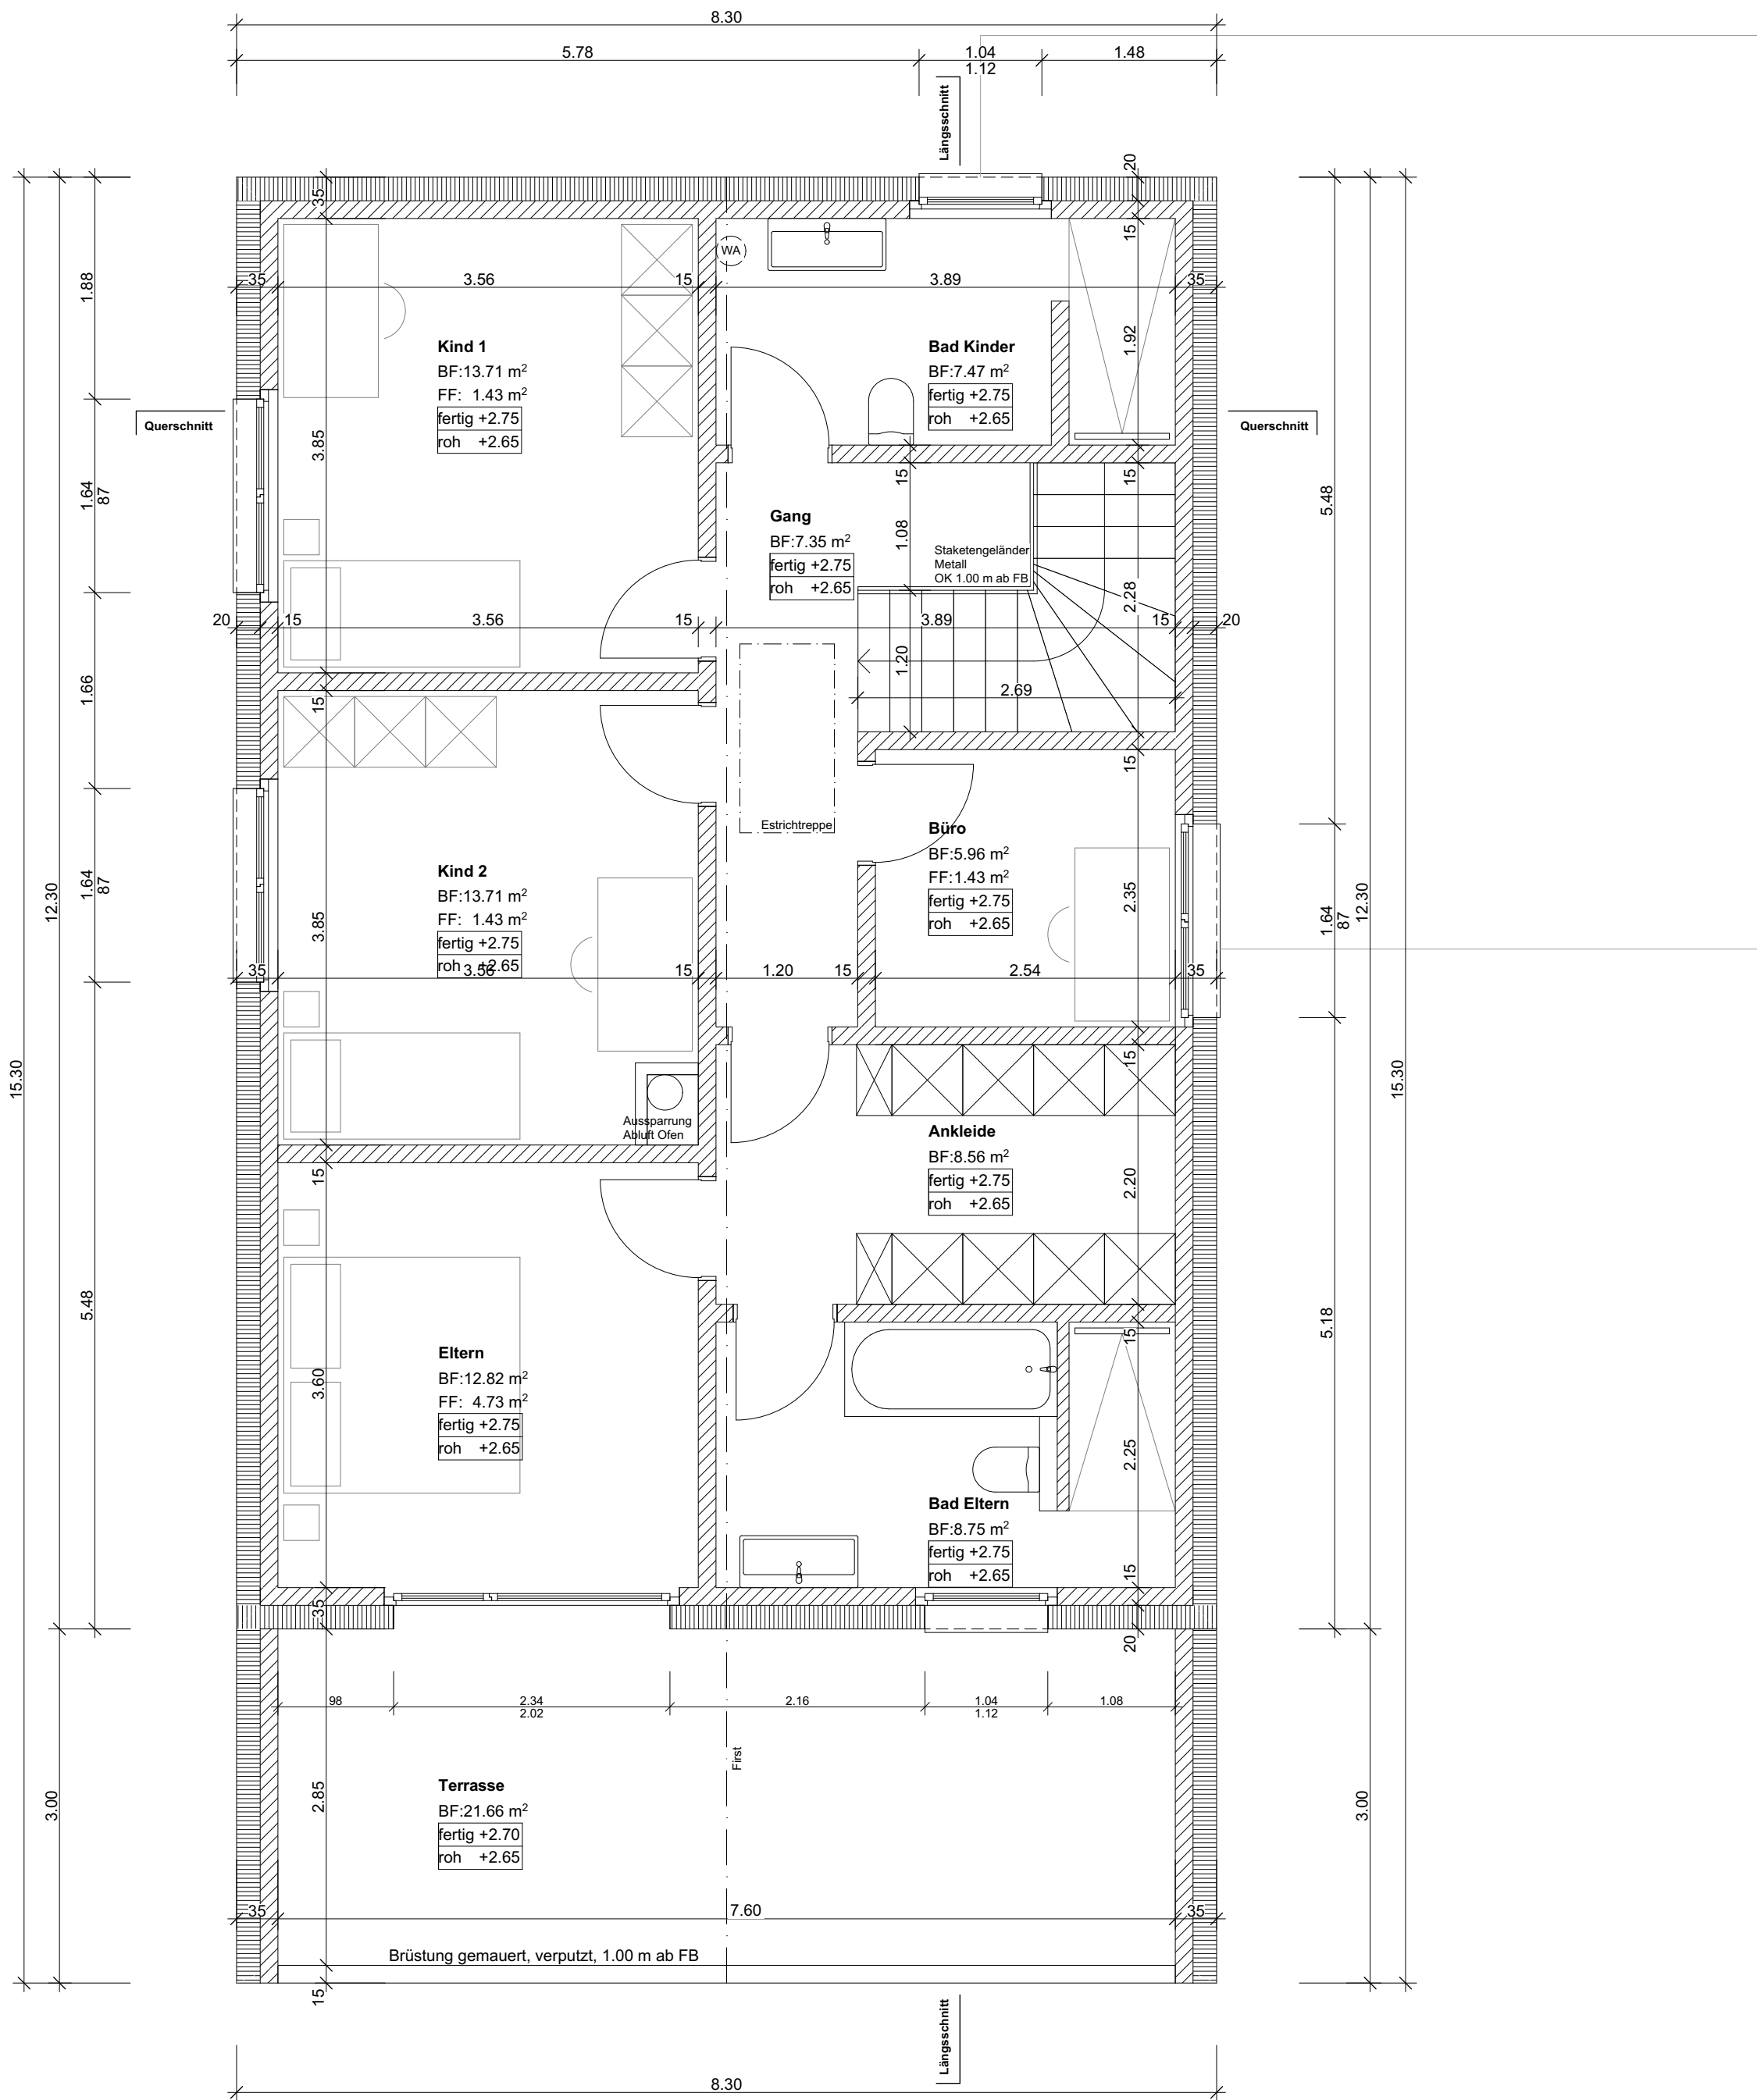 8.30
5.78
1.04
1.12
1.48
Längsschnitt
20
35
15
WA
35
3.56
15
3.89
35
1.88
1.92
Kind 1
BF:13.71 m²
FF: 1.43 m²
fertig +2.75
roh +2.65
Bad Kinder
BF:7.47 m²
fertig +2.75
roh +2.65
Querschnitt
Querschnitt
3.85
1.64
87
15
15
5.48
Gang
BF:7.35 m²
fertig +2.75
roh +2.65
1.08
Staketengeländer
Metall
OK 1.00 m ab FB
2.28
20
15
3.56
15
3.89
15
20
1.20
1.66
15
2.69
15
Estrichtreppe
Büro
BF:5.96 m²
FF:1.43 m²
fertig +2.75
roh +2.65
Kind 2
BF:13.71 m²
FF: 1.43 m²
fertig +2.75
roh +2.65
12.30
1.64
87
3.85
2.35
1.64
87
12.30
35
3.56
15
1.20
15
2.54
35
15.30
15
15.30
Aussparrung
Abluft Ofen
Ankleide
BF:8.56 m²
fertig +2.75
roh +2.65
15
2.20
5.48
15
5.18
Eltern
BF:12.82 m²
FF: 4.73 m²
fertig +2.75
roh +2.65
3.60
2.25
Bad Eltern
BF:8.75 m²
fertig +2.75
roh +2.65
15
35
20
98
2.34
2.02
2.16
1.04
1.12
1.08
First
Terrasse
BF:21.66 m²
fertig +2.70
roh +2.65
3.00
2.85
3.00
35
7.60
35
Brüstung gemauert, verputzt, 1.00 m ab FB
15
Längsschnitt
8.30